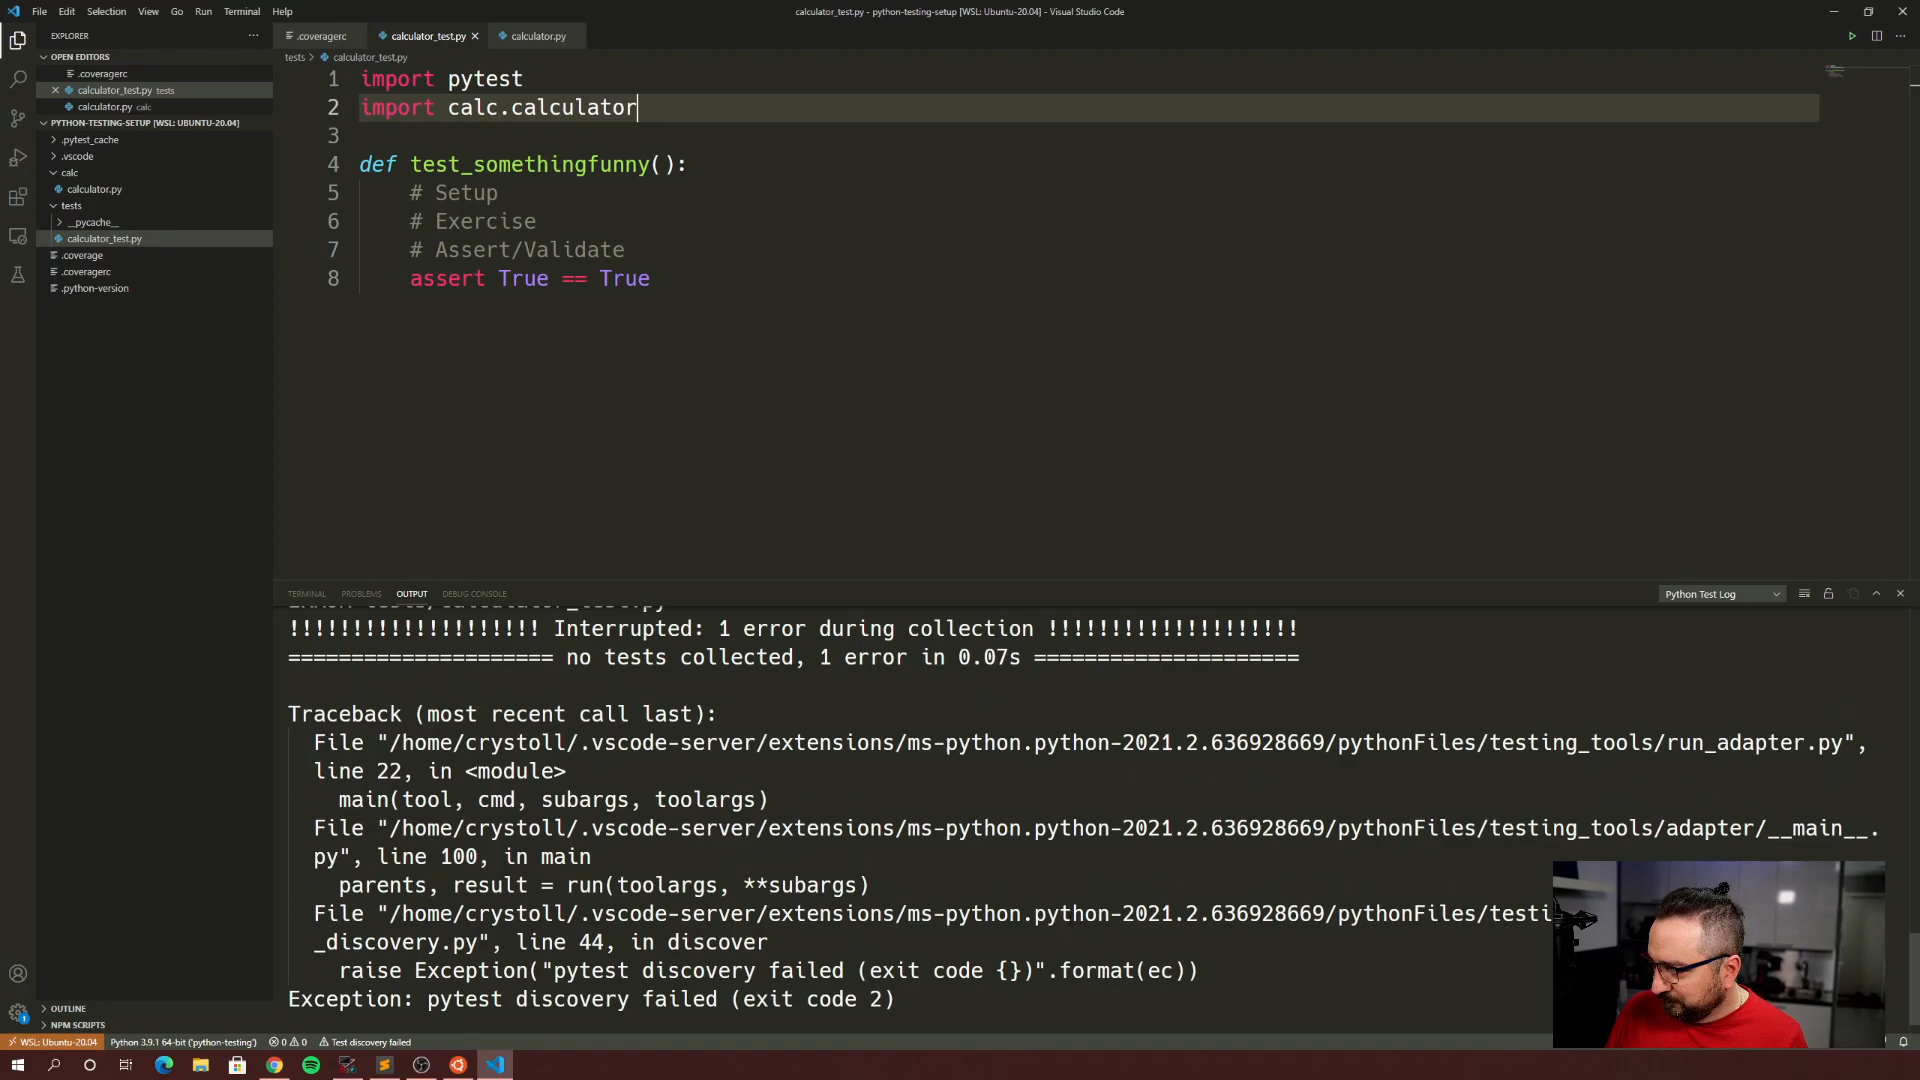 File Edit Selection View Go Run Terminal Help
calculator_test.py - python-testing-setup [WSL: Ubuntu-20.04] - Visual Studio Code
EXPLORER
OPEN EDITORS
.coveragerc
calculator_test.py tests
calculator.py calc
PYTHON-TESTING-SETUP [WSL: UBUNTU-20.04]
.pytest_cache
.vscode
calc
calculator.py
tests
__pycache__
calculator_test.py
.coverage
.coveragerc
.python-version
OUTLINE
NPM SCRIPTS
.coveragerc calculator_test.py calculator.py
tests calculator_test.py
1 import pytest
2 import calc.calculator
3
4 def test_somethingfunny():
5 # Setup
6 # Exercise
7 # Assert/Validate
8 assert True == True
TERMINAL PROBLEMS OUTPUT DEBUG CONSOLE
Python Test Log
!!!!!!!!!!!!!!!!!!!! Interrupted: 1 error during collection !!!!!!!!!!!!!!!!!!!!
===================== no tests collected, 1 error in 0.07s =====================
Traceback (most recent call last):
File "/home/crystoll/.vscode-server/extensions/ms-python.python-2021.2.636928669/pythonFiles/testing_tools/run_adapter.py",
line 22, in <module>
main(tool, cmd, subargs, toolargs)
File "/home/crystoll/.vscode-server/extensions/ms-python.python-2021.2.636928669/pythonFiles/testing_tools/adapter/__main__.
py", line 100, in main
parents, result = run(toolargs, **subargs)
File "/home/crystoll/.vscode-server/extensions/ms-python.python-2021.2.636928669/pythonFiles/testi
_discovery.py", line 44, in discover
raise Exception("pytest discovery failed (exit code {})".format(ec))
Exception: pytest discovery failed (exit code 2)
WSL: Ubuntu-20.04 Python 3.9.1 64-bit ('python-testing') 0 0 Test discovery failed